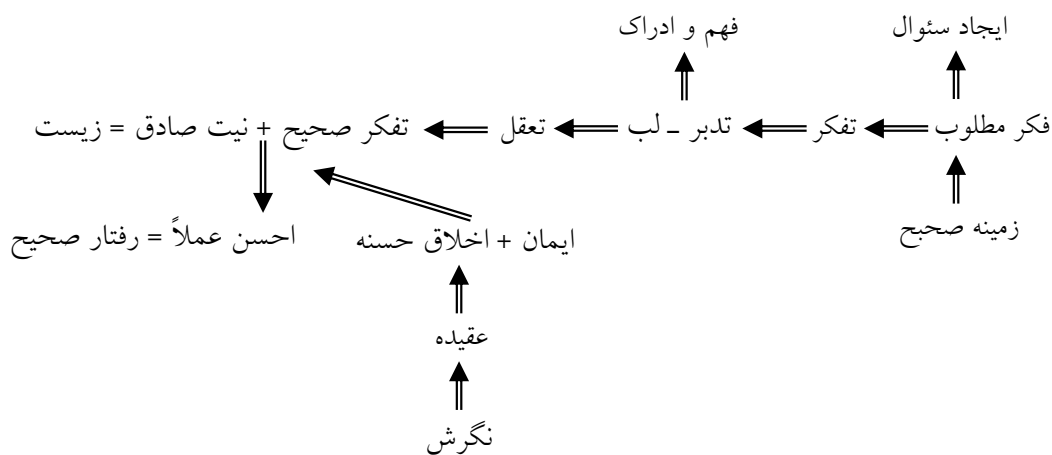 ایجاد سئوال فهم و ادراک
فکر مطلوب تفکر تدبر ـ لب تعقل تفکر صحیح + نیت صادق = زیست
زمینه صحبح ایمان + اخلاق حسنه احسن عملاً = رفتار صحیح
عقیده
نگرش